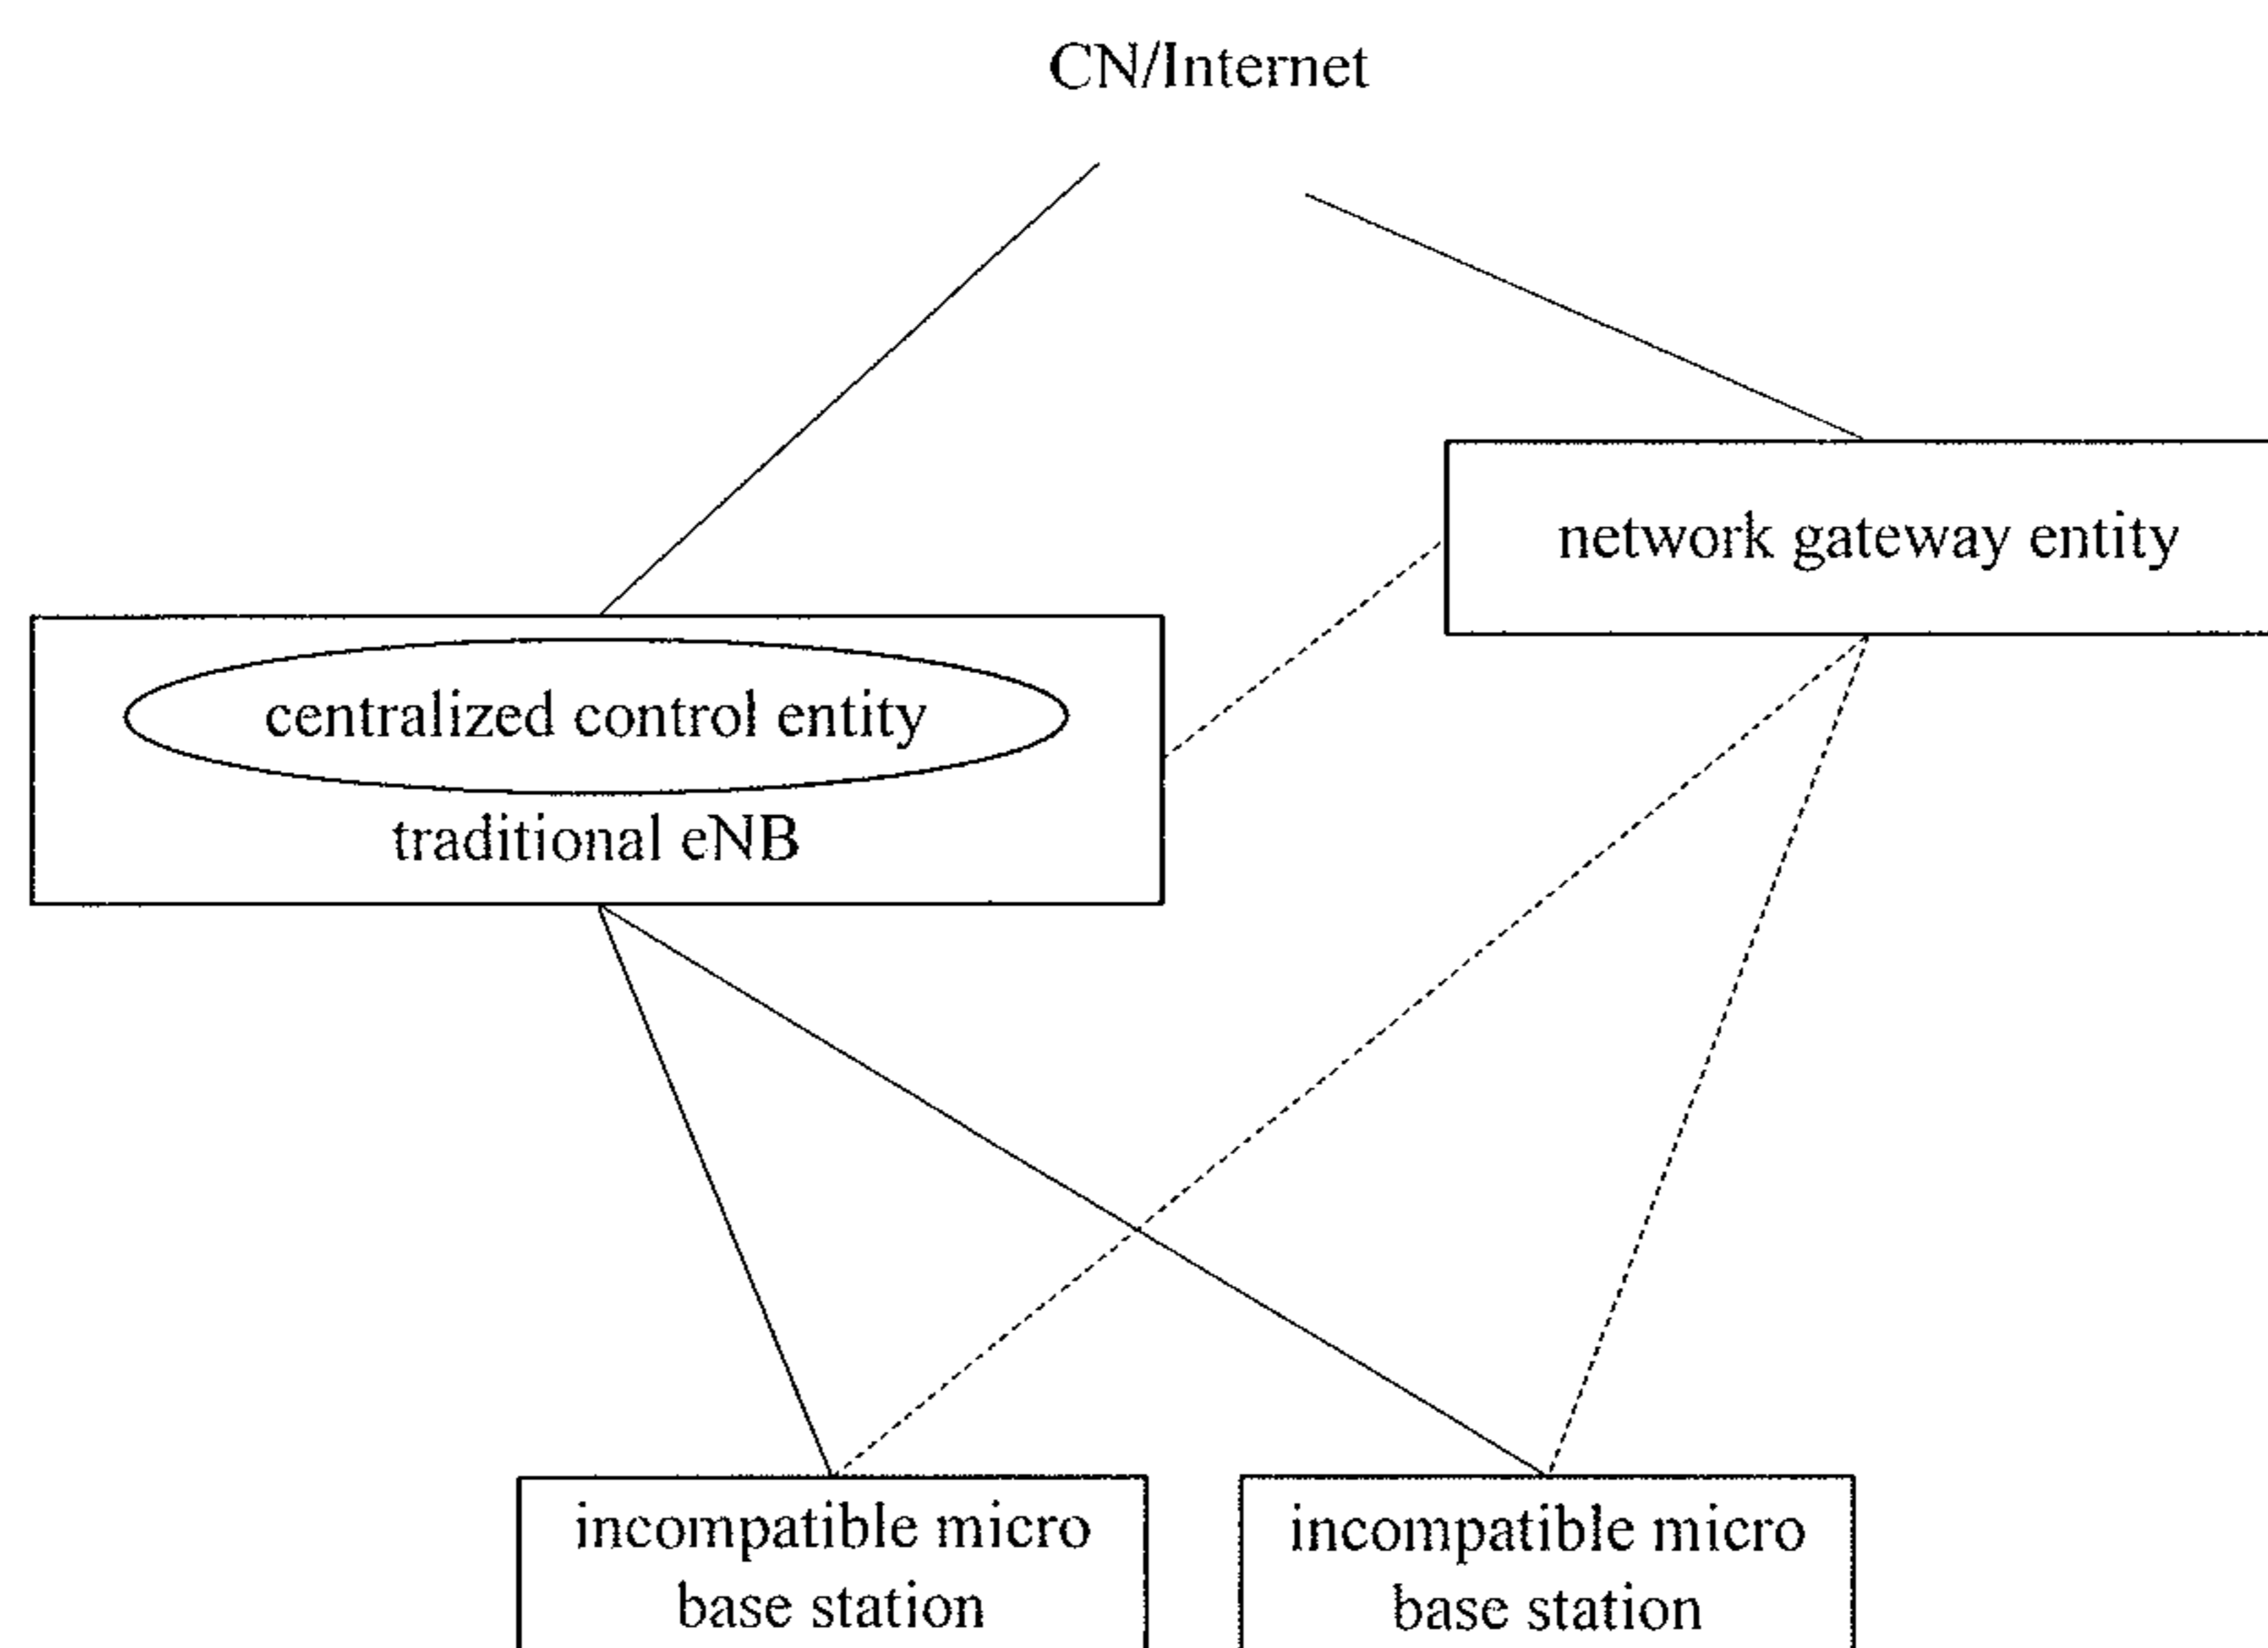 CN/Internet
network gateway entity
centralized control entity
traditional eNB
incompatible micro
base station
incompatible micro
base station